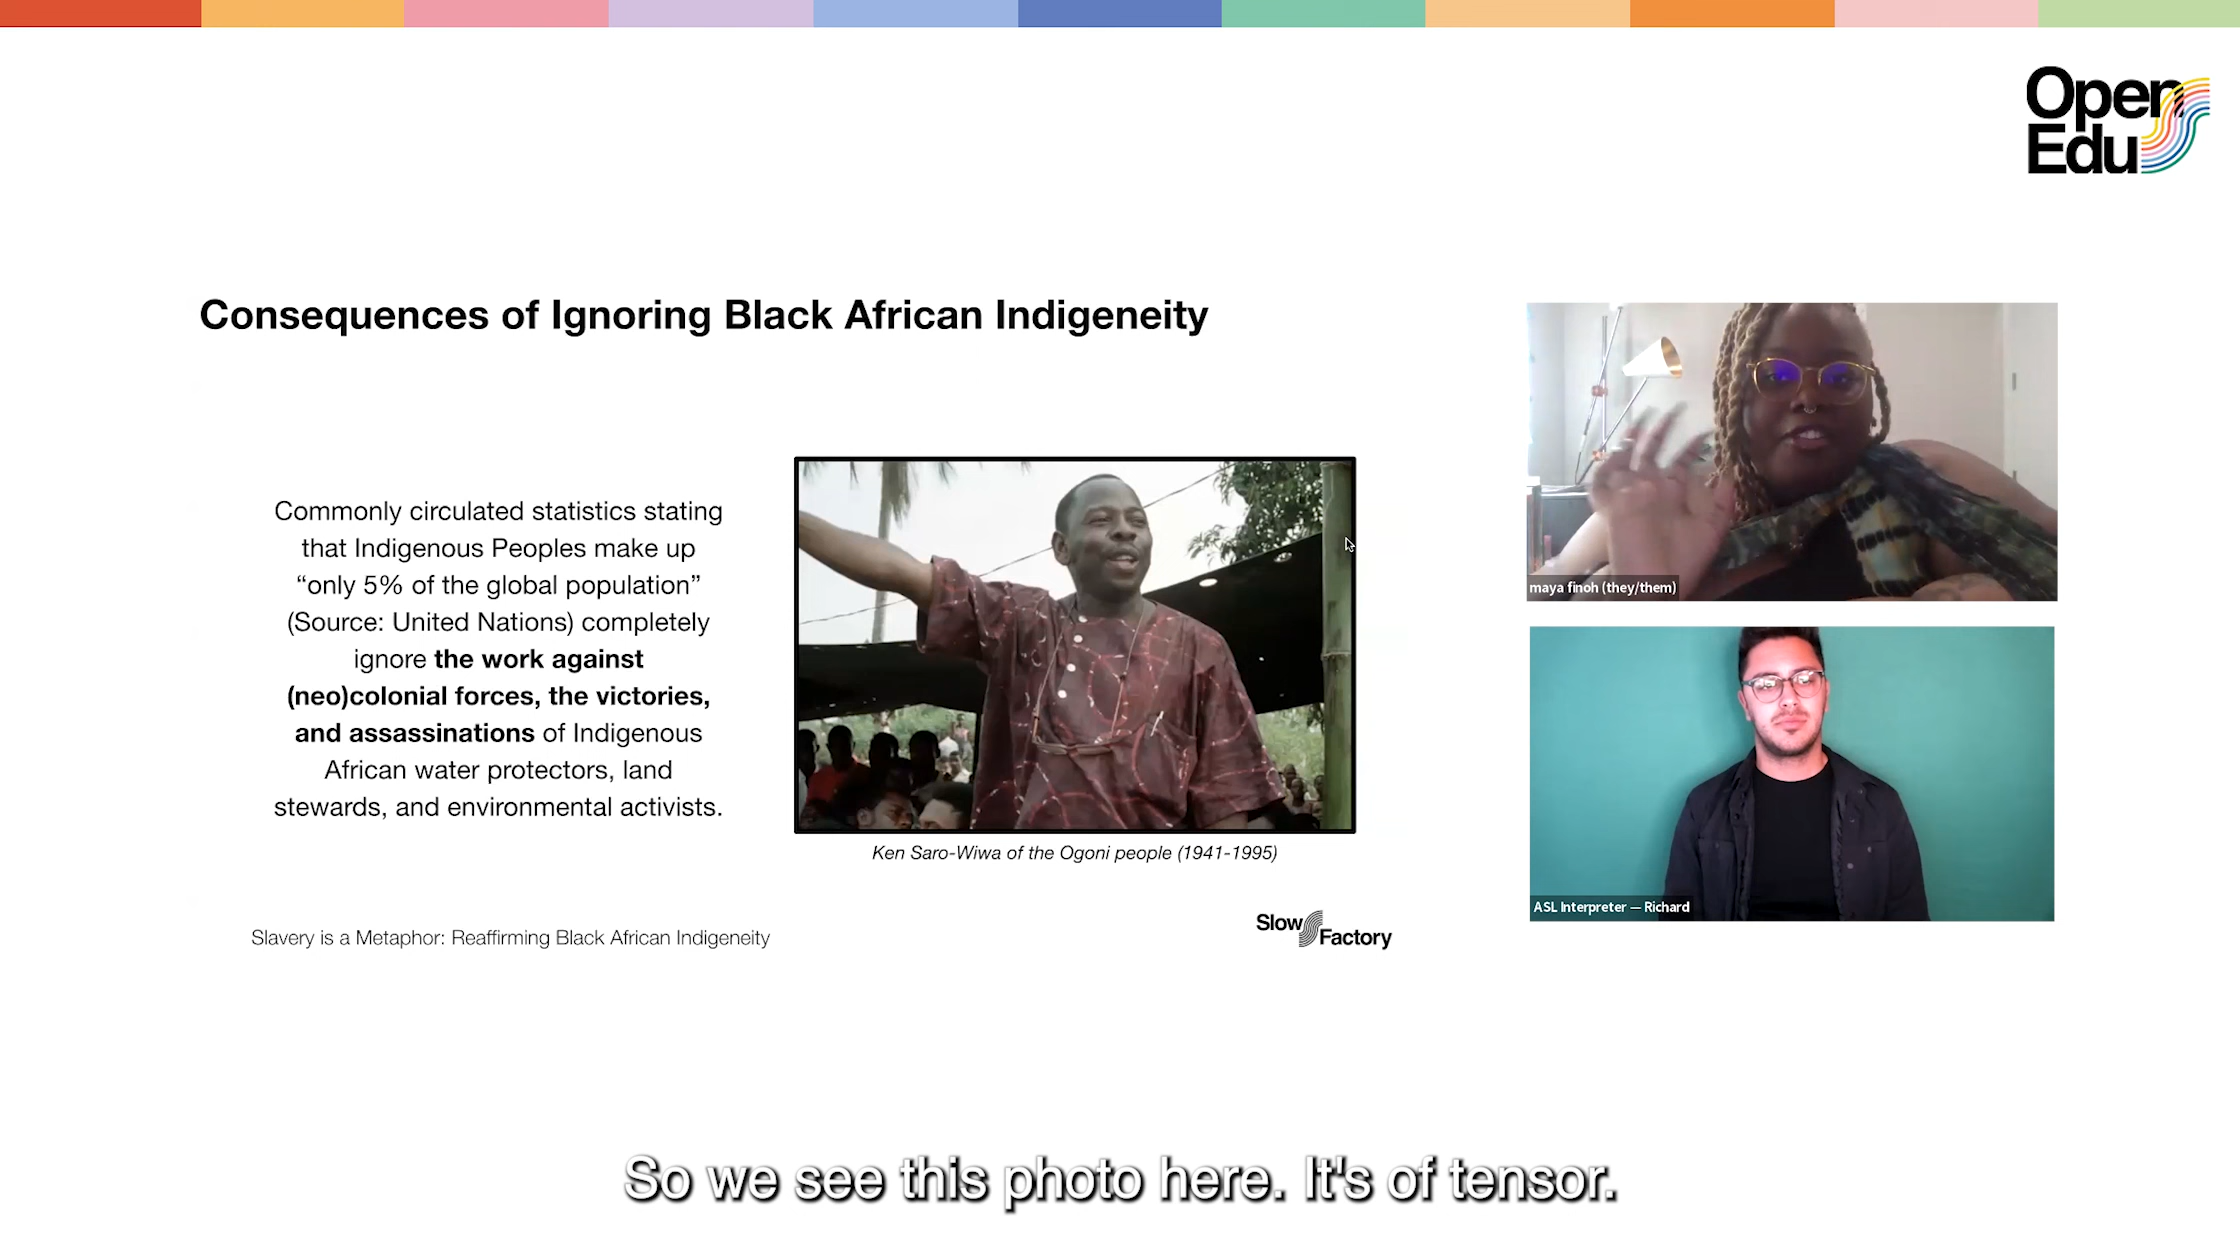 Open
Edu
Consequences of Ignoring Black African Indigeneity
Commonly circulated statistics stating
that Indigenous Peoples make up
“only 5% of the global population”
(Source: United Nations) completely
ignore the work against
(neo)colonial forces, the victories,
and assassinations of Indigenous
African water protectors, land
stewards, and environmental activists.
Ken Saro-Wiwa of the Ogoni people (1941-1995)
Slavery is a Metaphor: Reaffirming Black African Indigeneity
Slow
Factory
maya finoh (they/them)
ASL Interpreter — Richard
So we see this photo here. It's of tensor.